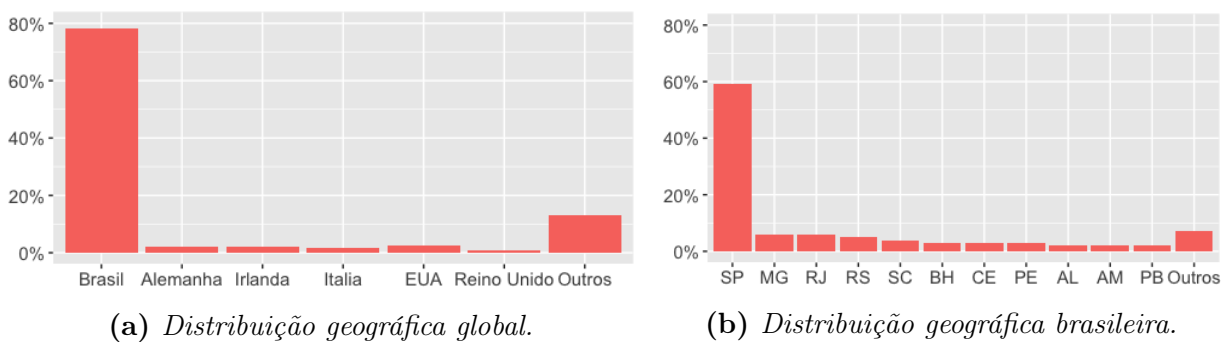 80%
60%
40%
20%
0%
Brasil Alemanha Irlanda Italia EUA Reino Unido Outros
(a) Distribuição geográfica global.
80%
60%
40%
20%
0%
SP MG RJ RS SC BH CE PE AL AM PB Outros
(b) Distribuição geográfica brasileira.